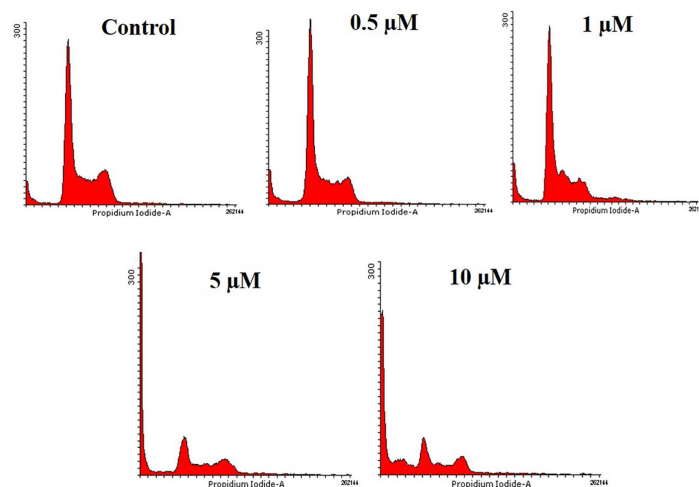 Control
300
Propidium Iodide-A
262144
0.5 µM
300
Propidium Iodide-A
262144
1 µM
300
Propidium Iodide-A
262144
5 µM
300
Propidium Iodide-A
262144
10 µM
300
Propidium Iodide-A
262144